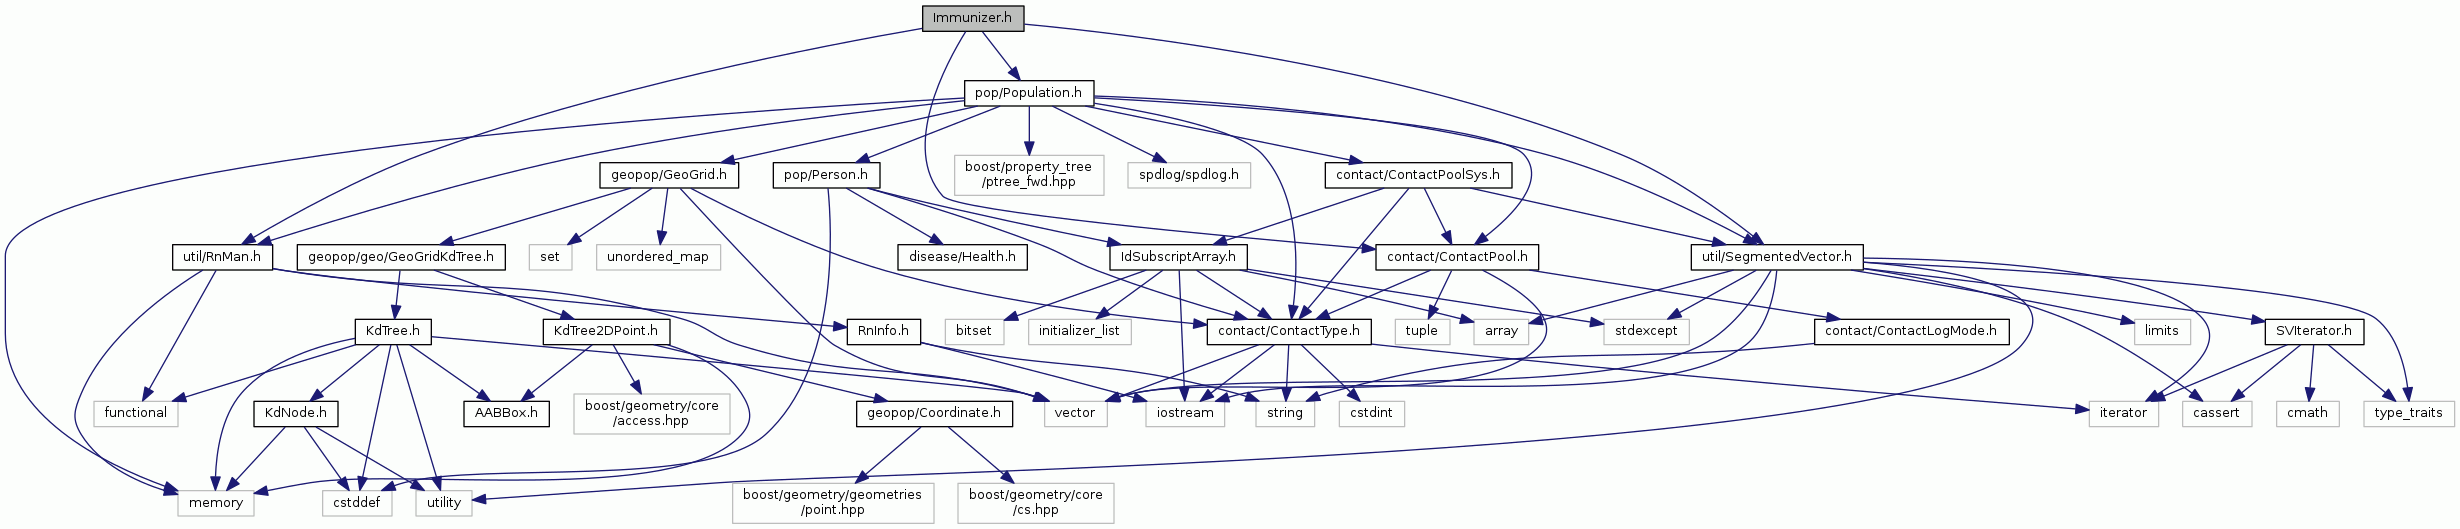 Immunizer.h
pop/Population.h
geopop/GeoGrid.h
pop/Person.h
boost/property_tree
/ptree_fwd.hpp
spdlog/spdlog.h
contact/ContactPoolSys.h
util/RnMan.h
geopop/geo/GeoGridKdTree.h
set
unordered_map
disease/Health.h
IdSubscriptArray.h
contact/ContactPool.h
util/SegmentedVector.h
KdTree.h
KdTree2DPoint.h
RnInfo.h
bitset
initializer_list
contact/ContactType.h
tuple
array
stdexcept
contact/ContactLogMode.h
limits
SVIterator.h
functional
KdNode.h
AABBox.h
boost/geometry/core
/access.hpp
geopop/Coordinate.h
vector
iostream
string
cstdint
iterator
cassert
cmath
type_traits
memory
cstddef
utility
boost/geometry/geometries
/point.hpp
boost/geometry/core
/cs.hpp